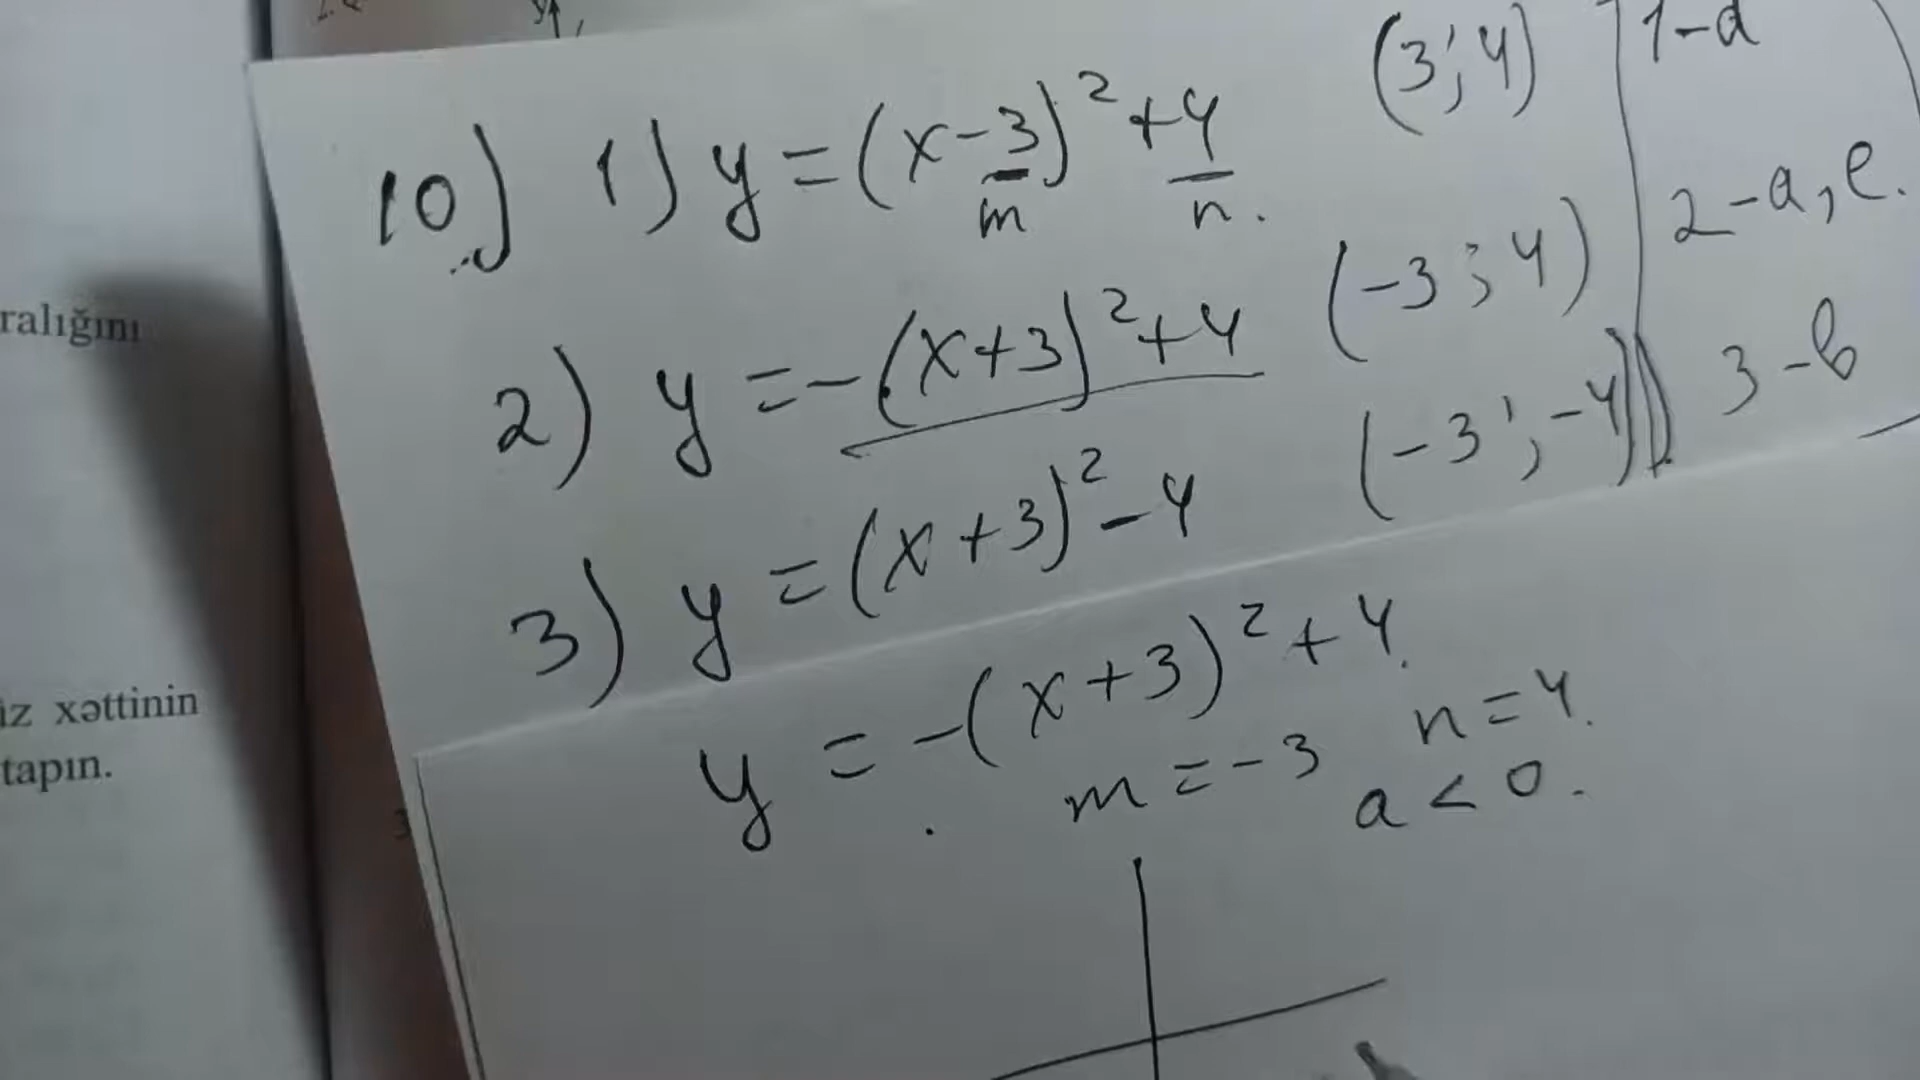 10) 1) y = (x-3)² + 4 (3; 4) 1-d
m n.
2) y = -(x+3)² + 4 (-3; 4) 2-a, e.
3) y = (x+3)² - 4 (-3; -4) 3-b
y = -(x+3)² + 4.
m = -3 n = 4.
a < 0.
ralığını
iz xəttinin
tapın.